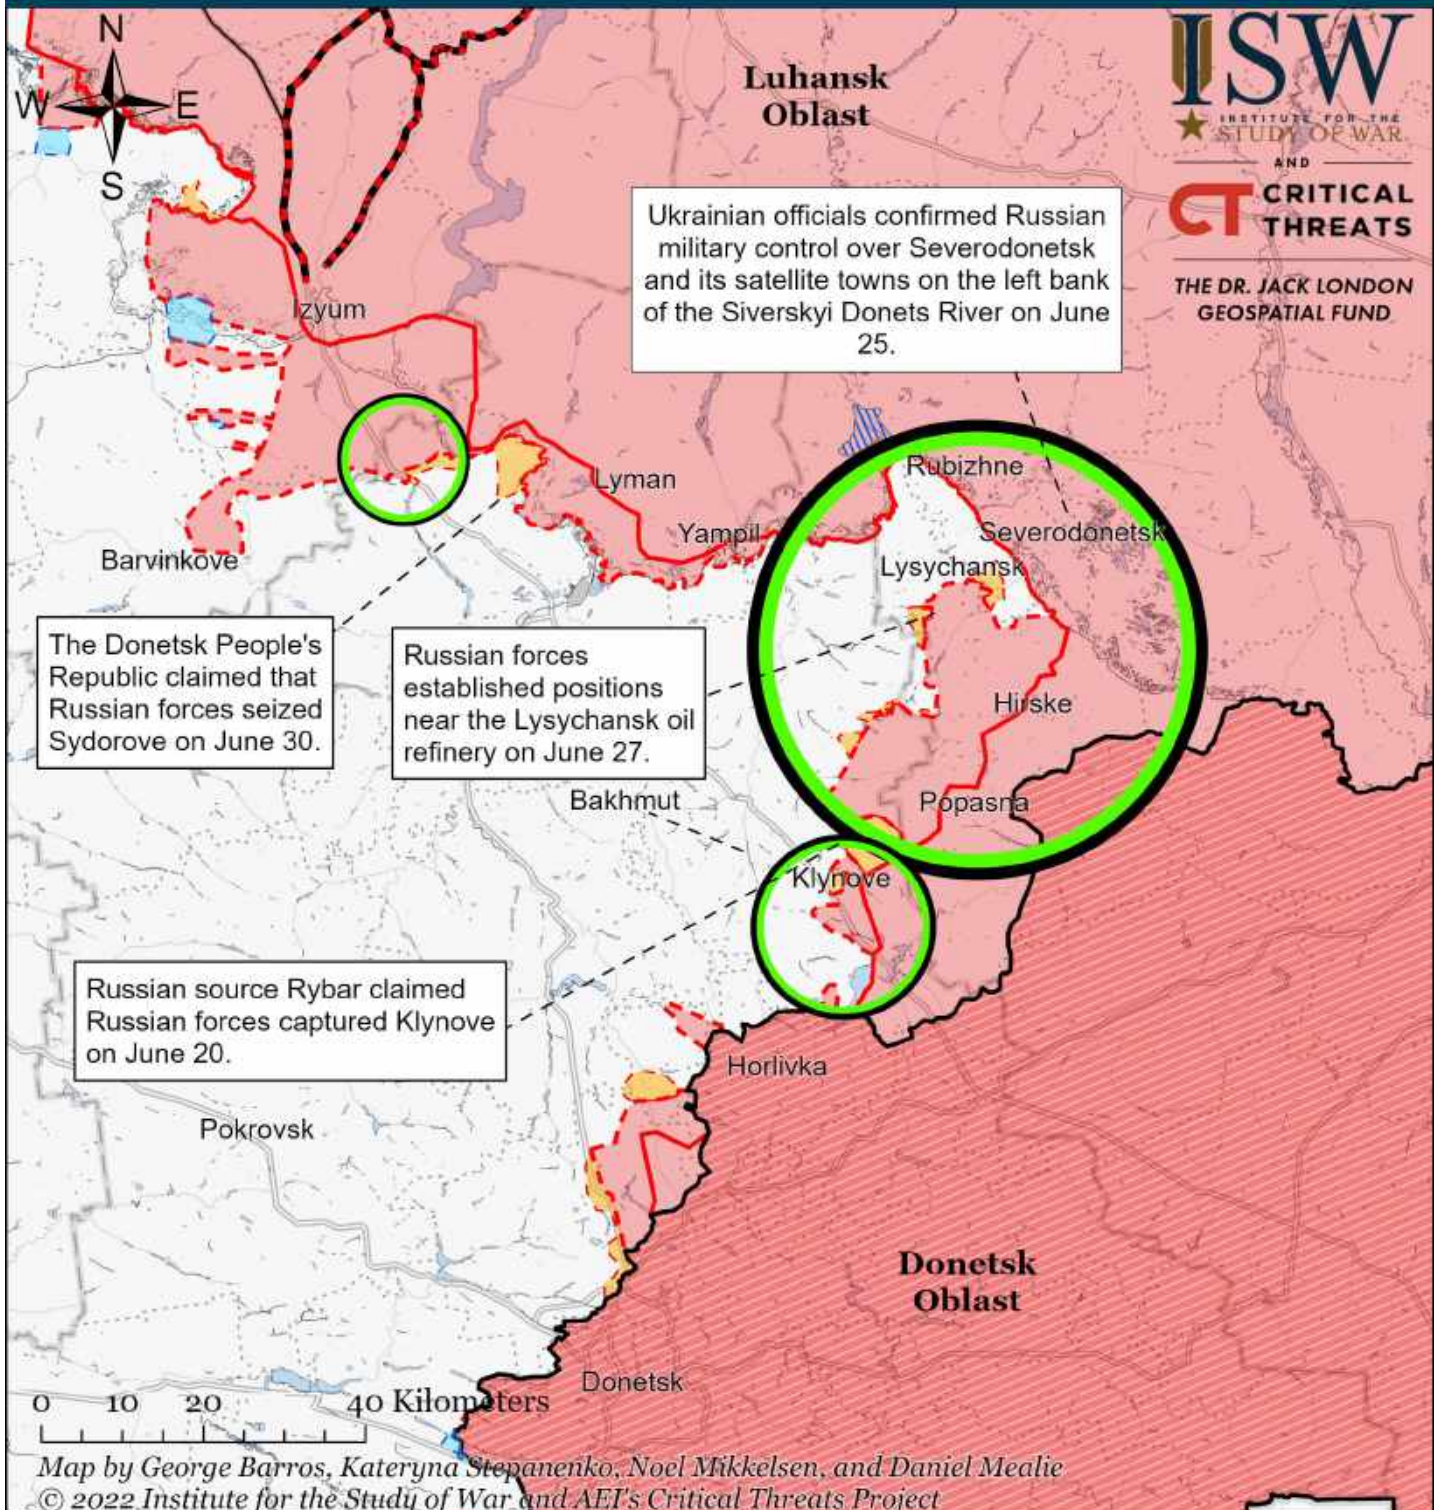 N
W
E
S
Luhansk
Oblast
ISW
INSTITUTE FOR THE
STUDY OF WAR
AND
CT CRITICAL
THREATS
THE DR. JACK LONDON
GEOSPATIAL FUND
Ukrainian officials confirmed Russian
military control over Severodonetsk
and its satellite towns on the left bank
of the Siverskyi Donets River on June
25.
Izyum
Rubizhne
Lyman
Severodonetsk
Yampil
Barvinkove
Lysychansk
The Donetsk People's
Republic claimed that
Russian forces seized
Sydorove on June 30.
Russian forces
established positions
near the Lysychansk oil
refinery on June 27.
Hirske
Bakhmut
Popasna
Klynove
Russian source Rybar claimed
Russian forces captured Klynove
on June 20.
Horlivka
Pokrovsk
Donetsk
Oblast
Donetsk
0 10 20 40 Kilometers
Map by George Barros, Kateryna Stepanenko, Noel Mikkelsen, and Daniel Mealie
© 2022 Institute for the Study of War and AEI's Critical Threats Project